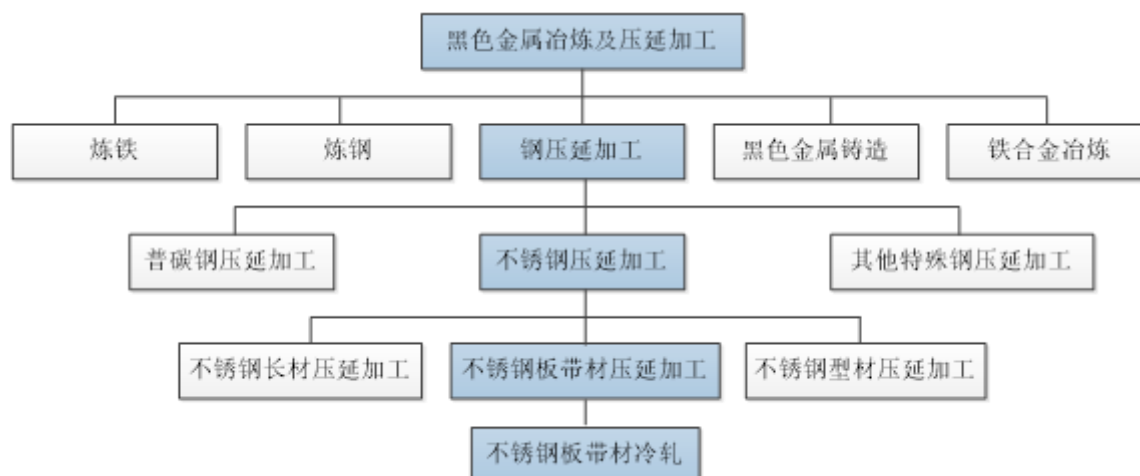 黑色金属冶炼及压延加工
炼铁
炼钢
钢压延加工
黑色金属铸造
铁合金冶炼
普碳钢压延加工
不锈钢压延加工
其他特殊钢压延加工
不锈钢长材压延加工
不锈钢板带材压延加工
不锈钢型材压延加工
不锈钢板带材冷轧